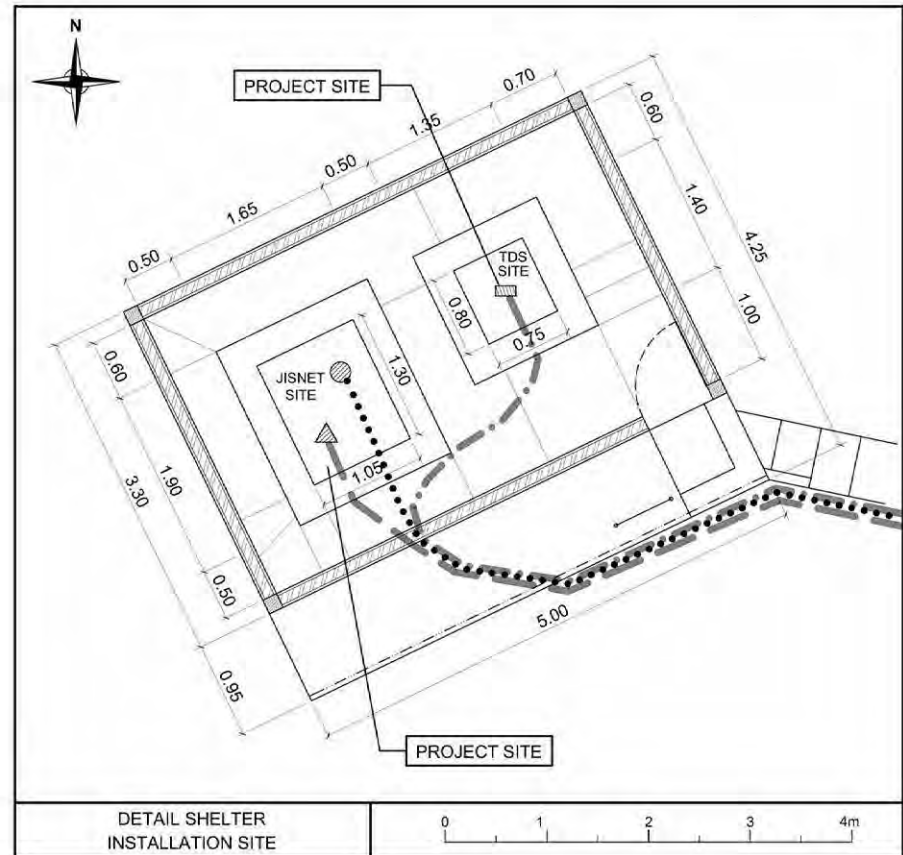 N
PROJECT SITE
0.70
1.35
0.50
1.65
0.50
0.60
1.40
4.25
1.00
TDS
SITE
0.80
0.75
JISNET
SITE
1.30
1.05
0.60
1.90
3.30
0.50
0.95
5.00
PROJECT SITE
DETAIL SHELTER
INSTALLATION SITE
0 1 2 3 4m